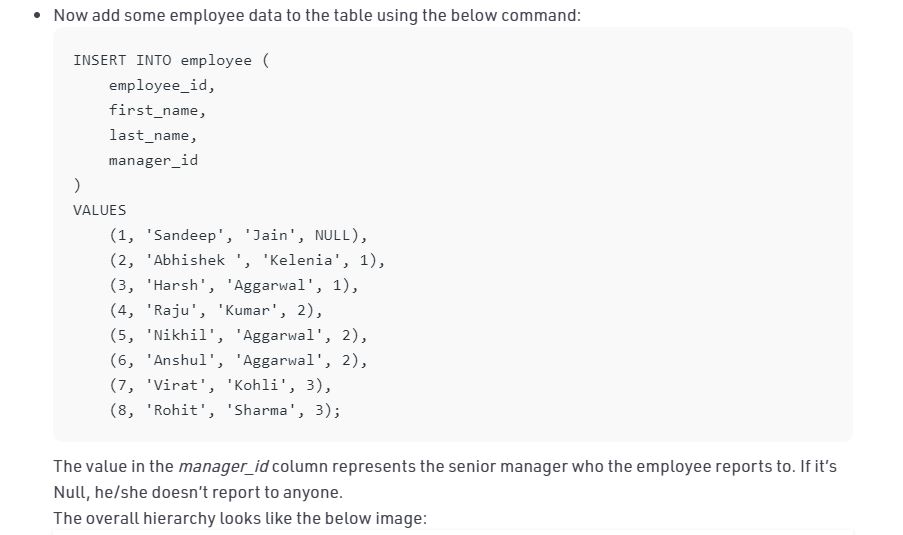 • Now add some employee data to the table using the below command:
INSERT INTO employee (
    employee_id,
    first_name,
    last_name,
    manager_id
)
VALUES
    (1, 'Sandeep', 'Jain', NULL),
    (2, 'Abhishek ', 'Kelenia', 1),
    (3, 'Harsh', 'Aggarwal', 1),
    (4, 'Raju', 'Kumar', 2),
    (5, 'Nikhil', 'Aggarwal', 2),
    (6, 'Anshul', 'Aggarwal', 2),
    (7, 'Virat', 'Kohli', 3),
    (8, 'Rohit', 'Sharma', 3);
The value in the manager_id column represents the senior manager who the employee reports to. If it’s
Null, he/she doesn’t report to anyone.
The overall hierarchy looks like the below image: